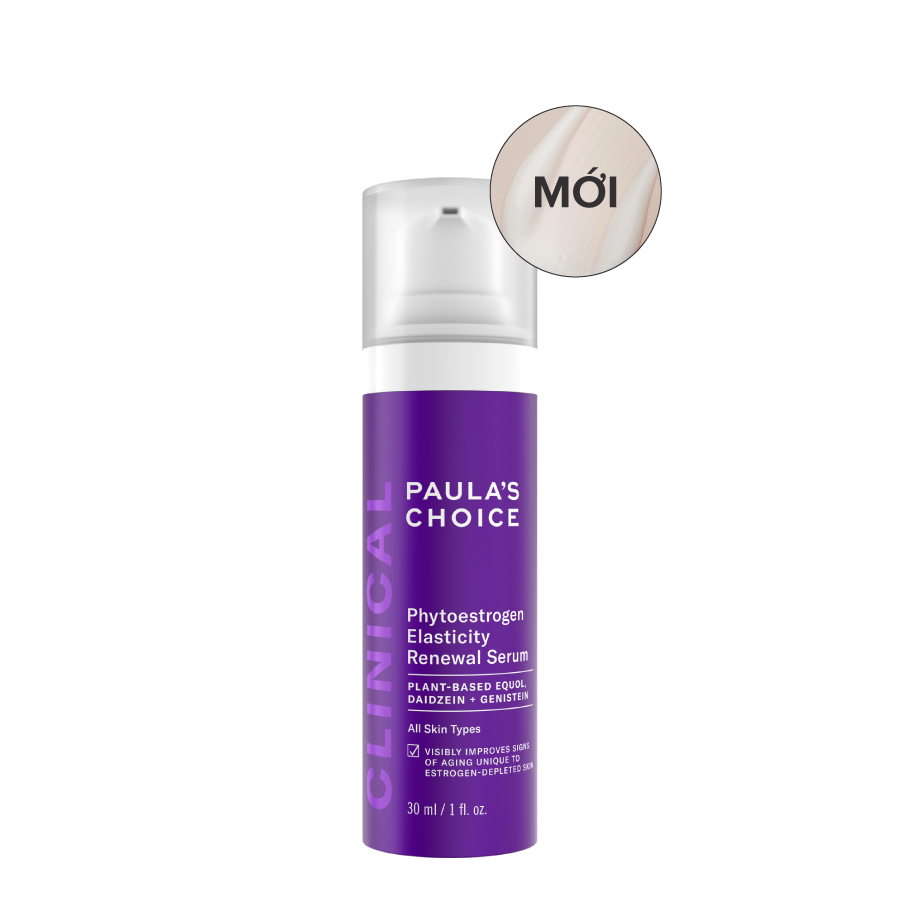 MỚI
PAULA'S
CHOICE
CLINICAL
Phytoestrogen
Elasticity
Renewal Serum
PLANT-BASED EQUOL,
DAIDZEIN + GENISTEIN
All Skin Types
VISIBLY IMPROVES SIGNS
OF AGING UNIQUE TO
ESTROGEN-DEPLETED SKIN
30 ml / 1 fl. oz.